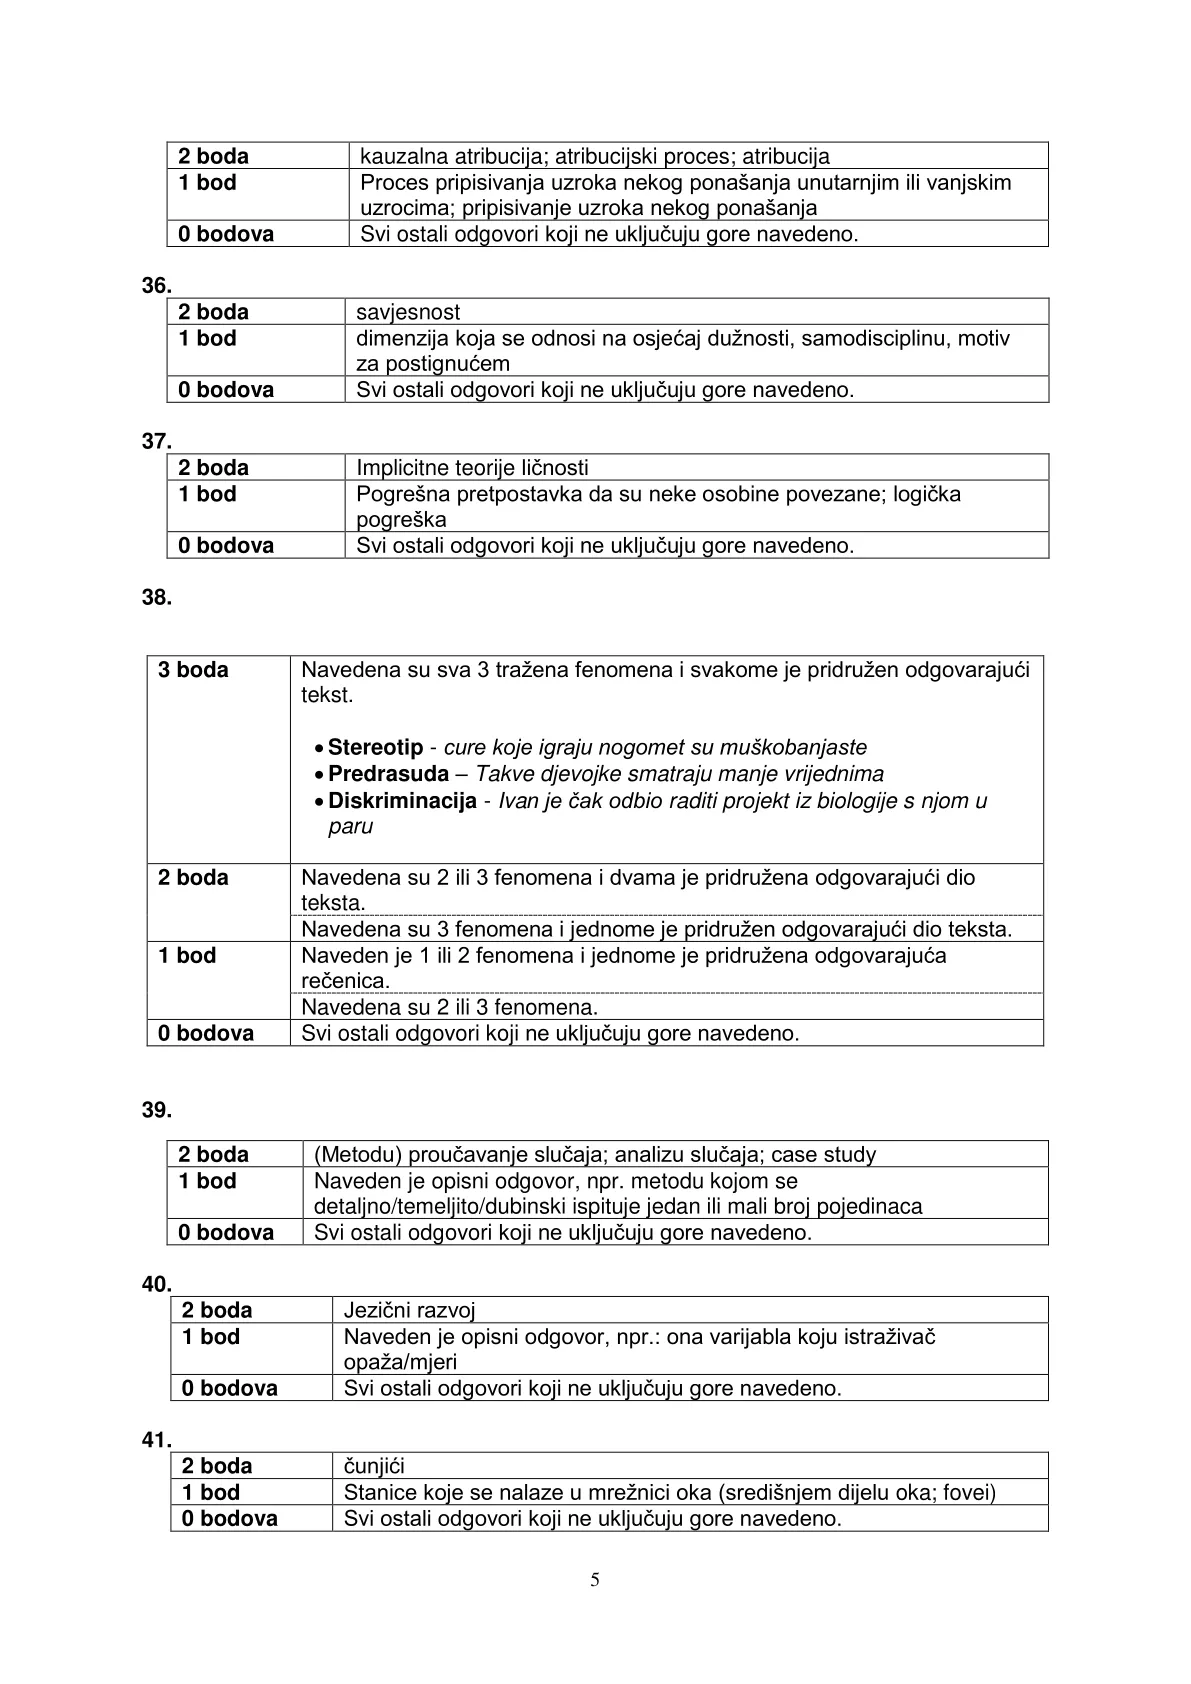 2 boda kauzalna atribucija; atribucijski proces; atribucija
1 bod Proces pripisivanja uzroka nekog ponašanja unutarnjim ili vanjskim
uzrocima; pripisivanje uzroka nekog ponašanja
0 bodova Svi ostali odgovori koji ne uključuju gore navedeno.
36.
2 boda savjesnost
1 bod dimenzija koja se odnosi na osjećaj dužnosti, samodisciplinu, motiv
za postignućem
0 bodova Svi ostali odgovori koji ne uključuju gore navedeno.
37.
2 boda Implicitne teorije ličnosti
1 bod Pogrešna pretpostavka da su neke osobine povezane; logička
pogreška
0 bodova Svi ostali odgovori koji ne uključuju gore navedeno.
38.
3 boda Navedena su sva 3 tražena fenomena i svakome je pridružen odgovarajući
tekst.
• Stereotip - cure koje igraju nogomet su muškobanjaste
• Predrasuda – Takve djevojke smatraju manje vrijednima
• Diskriminacija - Ivan je čak odbio raditi projekt iz biologije s njom u
paru
2 boda Navedena su 2 ili 3 fenomena i dvama je pridružena odgovarajući dio
teksta.
Navedena su 3 fenomena i jednome je pridružen odgovarajući dio teksta.
1 bod Naveden je 1 ili 2 fenomena i jednome je pridružena odgovarajuća
rečenica.
Navedena su 2 ili 3 fenomena.
0 bodova Svi ostali odgovori koji ne uključuju gore navedeno.
39.
2 boda (Metodu) proučavanje slučaja; analizu slučaja; case study
1 bod Naveden je opisni odgovor, npr. metodu kojom se
detaljno/temeljito/dubinski ispituje jedan ili mali broj pojedinaca
0 bodova Svi ostali odgovori koji ne uključuju gore navedeno.
40.
2 boda Jezični razvoj
1 bod Naveden je opisni odgovor, npr.: ona varijabla koju istraživač
opaža/mjeri
0 bodova Svi ostali odgovori koji ne uključuju gore navedeno.
41.
2 boda čunjići
1 bod Stanice koje se nalaze u mrežnici oka (središnjem dijelu oka; fovei)
0 bodova Svi ostali odgovori koji ne uključuju gore navedeno.
5